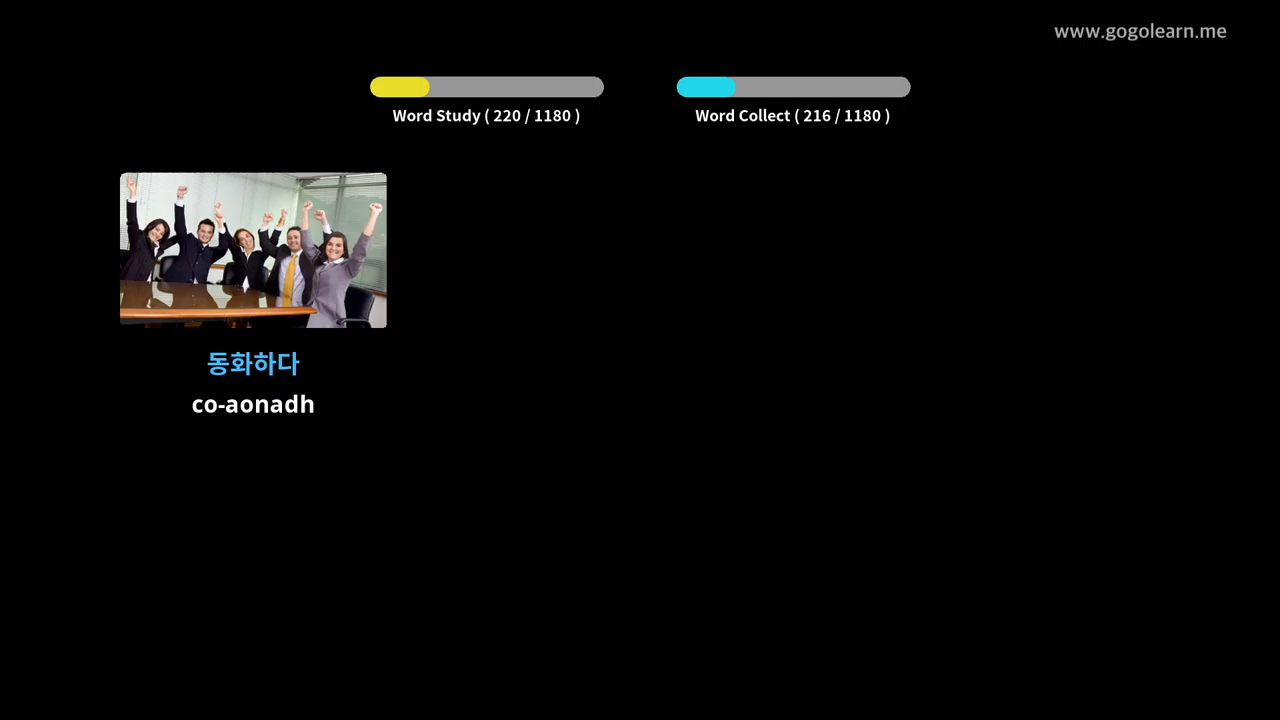 www.gogolearn.me
Word Study ( 220 / 1180 )
Word Collect ( 216 / 1180 )
동화하다
co-aonadh